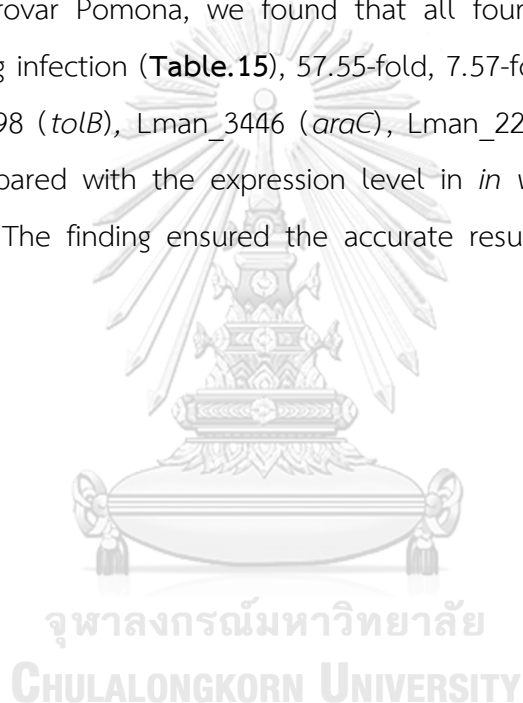 rovar Pomona, we found that all four
g infection (Table.15), 57.55-fold, 7.57-fo
98 (tolB), Lman_3446 (araC), Lman_22
pared with the expression level in in v
The finding ensured the accurate resu
จุฬาลงกรณ์มหาวิทยาลัย
CHULALONGKORN UNIVERSITY